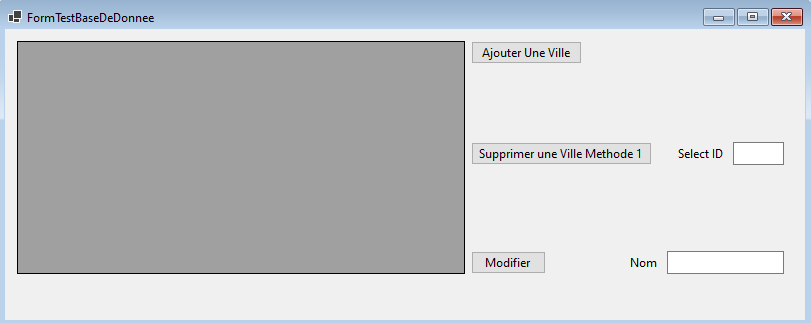 FormTestBaseDeDonnee
Ajouter Une Ville
Supprimer une Ville Methode 1
Select ID
Modifier
Nom